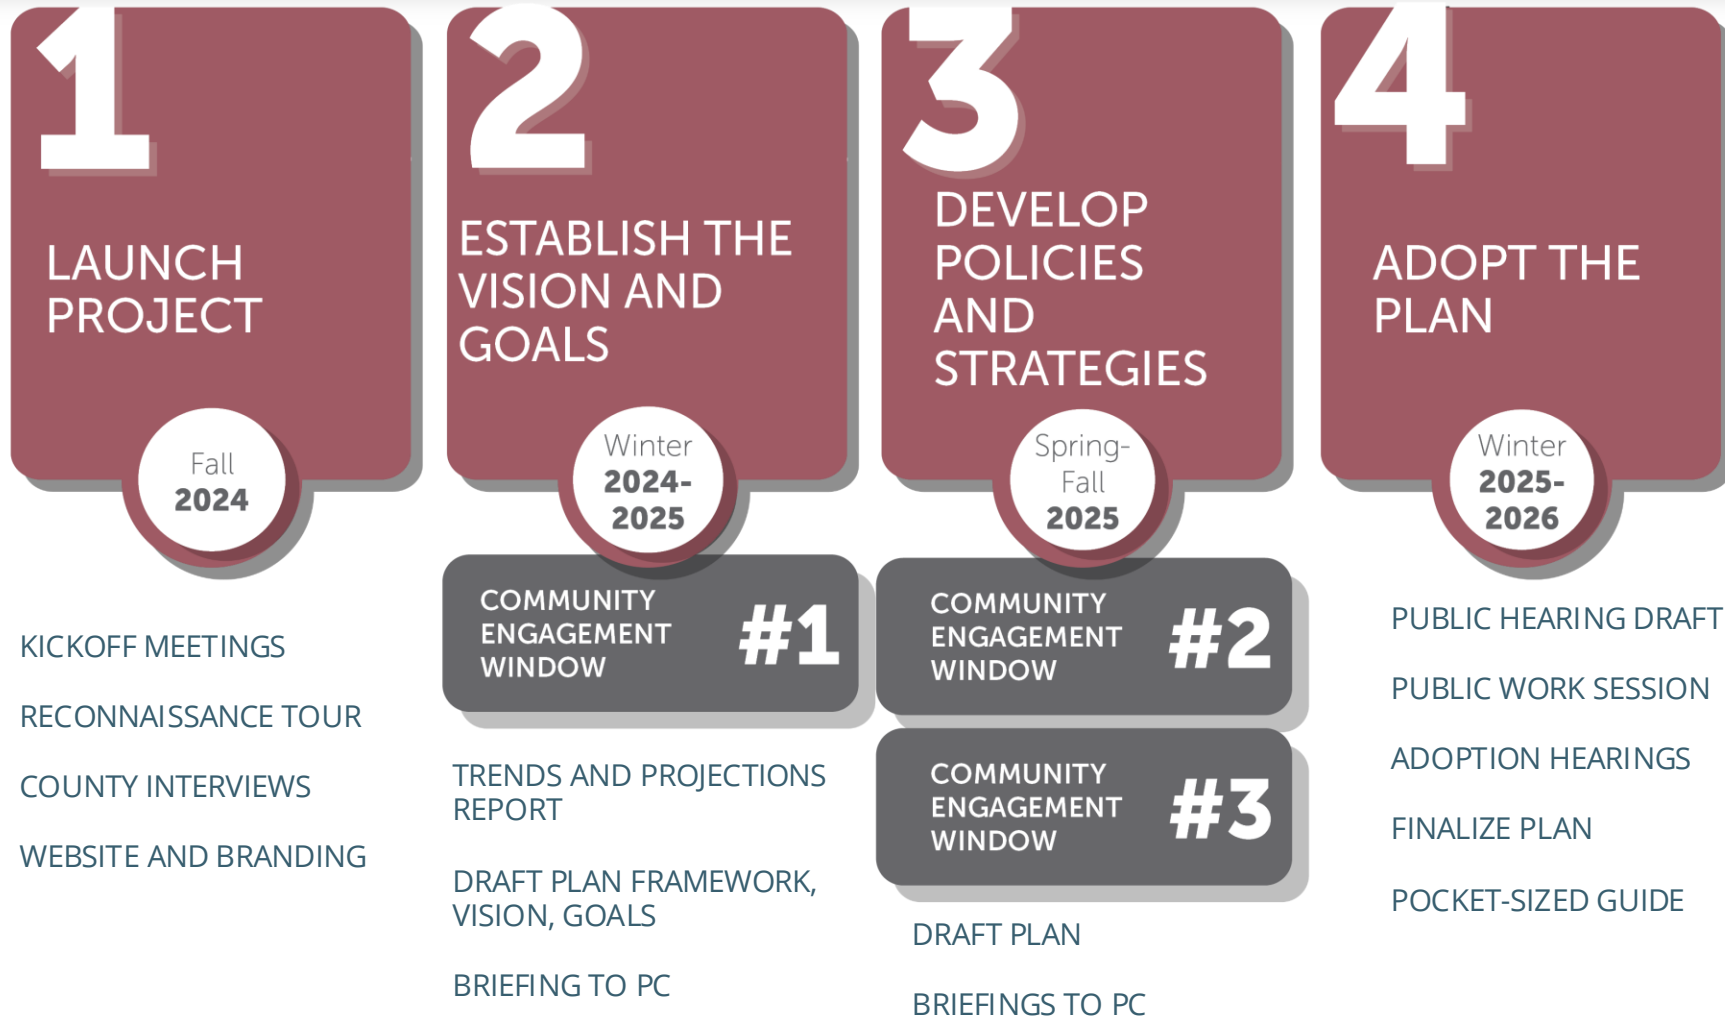 1
LAUNCH
PROJECT
Fall
2024
KICKOFF MEETINGS
RECONNAISSANCE TOUR
COUNTY INTERVIEWS
WEBSITE AND BRANDING
2
ESTABLISH THE
VISION AND
GOALS
Winter
2024-
2025
COMMUNITY
ENGAGEMENT
WINDOW
#1
TRENDS AND PROJECTIONS
REPORT
DRAFT PLAN FRAMEWORK,
VISION, GOALS
BRIEFING TO PC
3
DEVELOP
POLICIES
AND
STRATEGIES
Spring-
Fall
2025
COMMUNITY
ENGAGEMENT
WINDOW
#2
COMMUNITY
ENGAGEMENT
WINDOW
#3
DRAFT PLAN
BRIEFINGS TO PC
4
ADOPT THE
PLAN
Winter
2025-
2026
PUBLIC HEARING DRAFT
PUBLIC WORK SESSION
ADOPTION HEARINGS
FINALIZE PLAN
POCKET-SIZED GUIDE